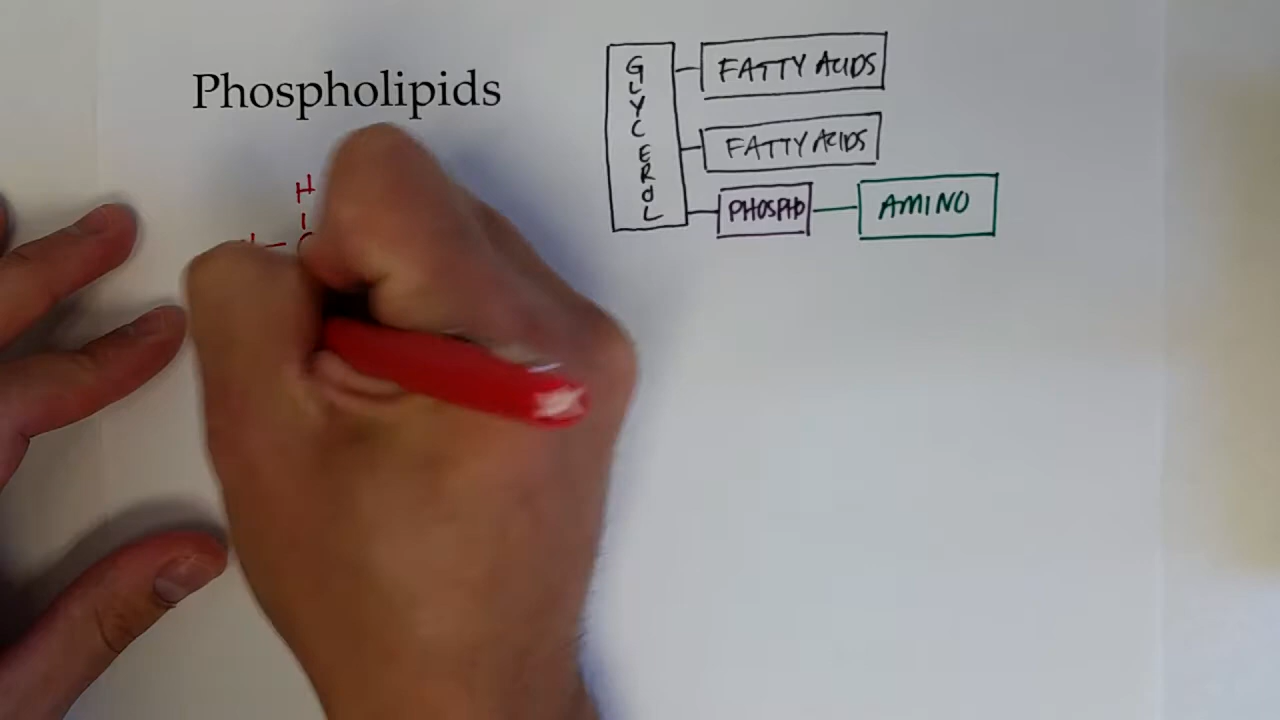 Phospholipids
GLYCEROL
FATTY ACIDS
FATTY ACIDS
PHOSPHO
AMINO
H